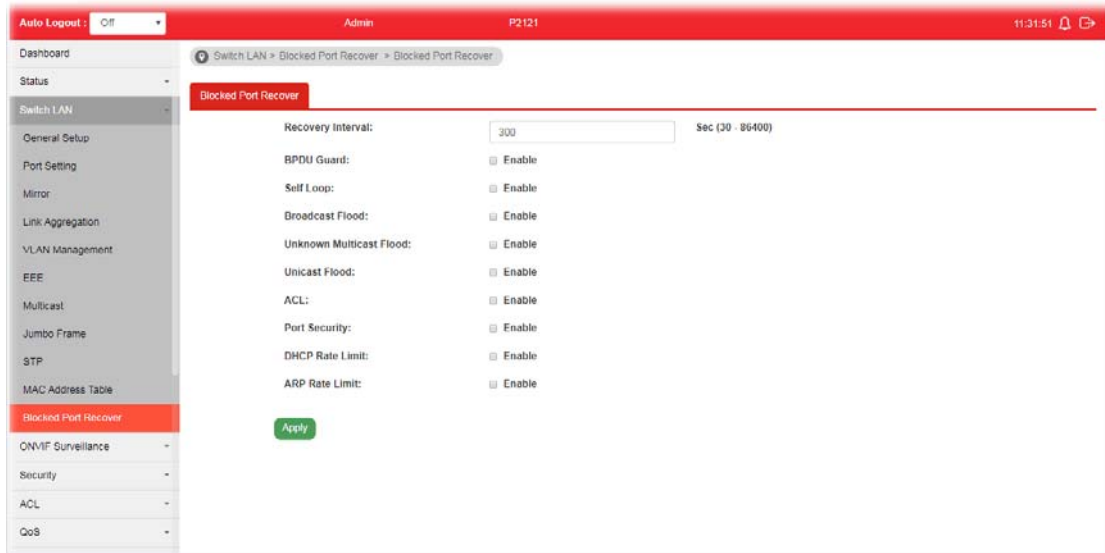 Auto Logout : Off Admin P2121 11:31:51
Dashboard
Switch LAN » Blocked Port Recover » Blocked Port Recover
Status
Switch LAN
General Setup
Port Setting
Mirror
Link Aggregation
VLAN Management
EEE
Multicast
Jumbo Frame
STP
MAC Address Table
Blocked Port Recover
ONVIF Surveillance
Security
ACL
QoS
Blocked Port Recover
Recovery Interval: 300 Sec (30 - 86400)
BPDU Guard: Enable
Self Loop: Enable
Broadcast Flood: Enable
Unknown Multicast Flood: Enable
Unicast Flood: Enable
ACL: Enable
Port Security: Enable
DHCP Rate Limit: Enable
ARP Rate Limit: Enable
Apply